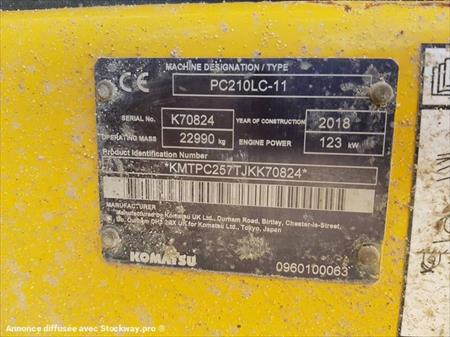 MACHINE DESIGNATION / TYPE
CE PC210LC-11
SERIAL No. K70824 YEAR OF CONSTRUCTION 2018
OPERATING MASS 22990 kg ENGINE POWER 123 kW
Product Identification Number
*KMTPC257TJKK70824*
MANUFACTURER
Manufactured by Komatsu UK Ltd., Durham Road, Birtley, Chester-le-Street,
Co. Durham DH3 2QX UK for Komatsu Ltd., Tokyo, Japan
KOMATSU 0960100063
Annonce diffusée avec Stockway.pro ®